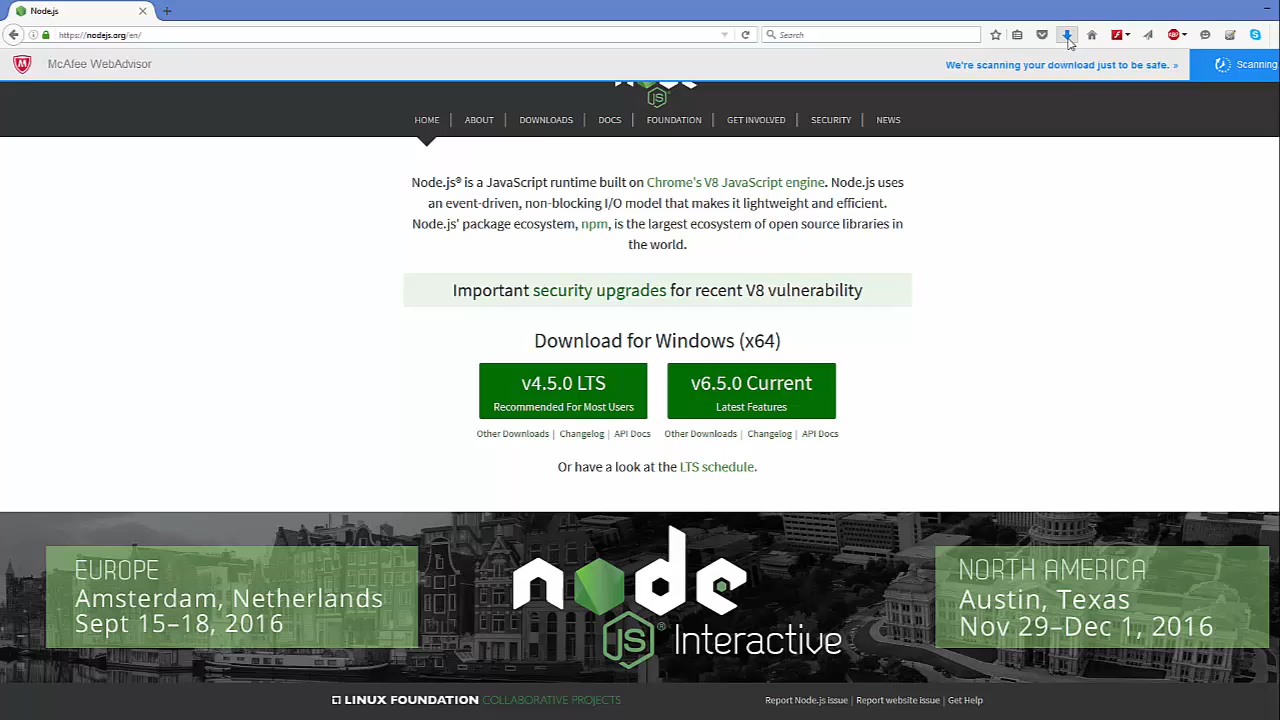 Node.js
https://nodejs.org/en/
Search
McAfee WebAdvisor
We're scanning your download just to be safe. »
Scanning
JS
HOME
ABOUT
DOWNLOADS
DOCS
FOUNDATION
GET INVOLVED
SECURITY
NEWS
Node.js® is a JavaScript runtime built on Chrome's V8 JavaScript engine. Node.js uses
an event-driven, non-blocking I/O model that makes it lightweight and efficient.
Node.js' package ecosystem, npm, is the largest ecosystem of open source libraries in
the world.
Important security upgrades for recent V8 vulnerability
Download for Windows (x64)
v4.5.0 LTS
Recommended For Most Users
v6.5.0 Current
Latest Features
Other Downloads | Changelog | API Docs
Other Downloads | Changelog | API Docs
Or have a look at the LTS schedule.
EUROPE
Amsterdam, Netherlands
Sept 15–18, 2016
node
JS® Interactive
NORTH AMERICA
Austin, Texas
Nov 29–Dec 1, 2016
LINUX FOUNDATION COLLABORATIVE PROJECTS
Report Node.js issue | Report website issue | Get Help